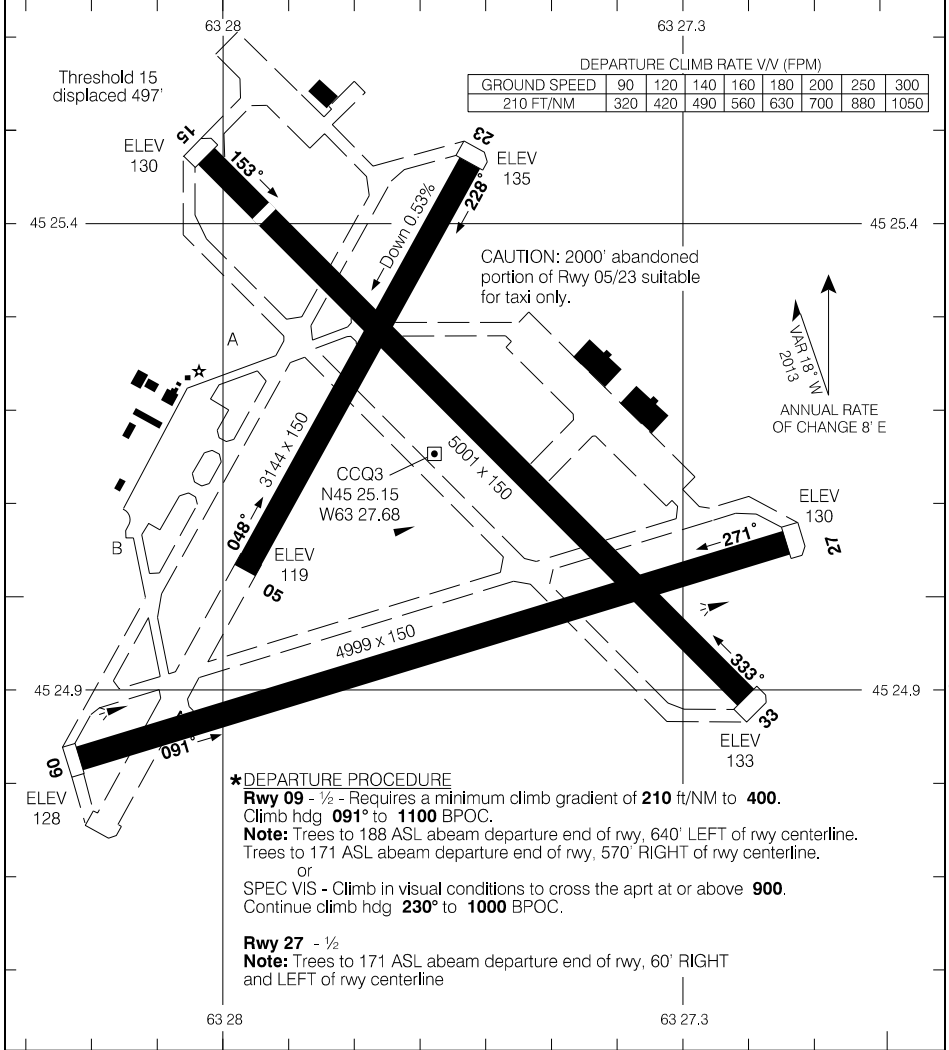 63 28
63 27.3
Threshold 15
displaced 497'
DEPARTURE CLIMB RATE V/V (FPM)
GROUND SPEED 90 120 140 160 180 200 250 300
210 FT/NM 320 420 490 560 630 700 880 1050
15
ELEV
130
153°
23
ELEV
135
228°
Down 0.53%
45 25.4
45 25.4
CAUTION: 2000' abandoned
portion of Rwy 05/23 suitable
for taxi only.
VAR 18° W
2013
ANNUAL RATE
OF CHANGE 8' E
A
3144 x 150
5001 x 150
CCQ3
N45 25.15
W63 27.68
B
048°
ELEV
119
05
ELEV
130
27
271°
4999 x 150
45 24.9
45 24.9
333°
33
ELEV
133
091°
09
ELEV
128
*DEPARTURE PROCEDURE
Rwy 09 - ½ - Requires a minimum climb gradient of 210 ft/NM to 400.
Climb hdg 091° to 1100 BPOC.
Note: Trees to 188 ASL abeam departure end of rwy, 640' LEFT of rwy centerline.
Trees to 171 ASL abeam departure end of rwy, 570' RIGHT of rwy centerline.
or
SPEC VIS - Climb in visual conditions to cross the aprt at or above 900.
Continue climb hdg 230° to 1000 BPOC.
Rwy 27 - ½
Note: Trees to 171 ASL abeam departure end of rwy, 60' RIGHT
and LEFT of rwy centerline
63 28
63 27.3